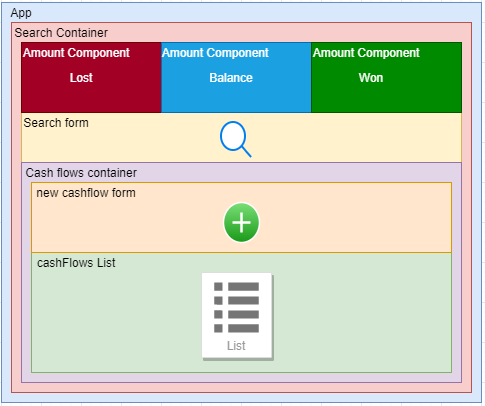 App
Search Container
Amount Component
Lost
Amount Component
Balance
Amount Component
Won
Search form
Cash flows container
new cashflow form
cashFlows List
List